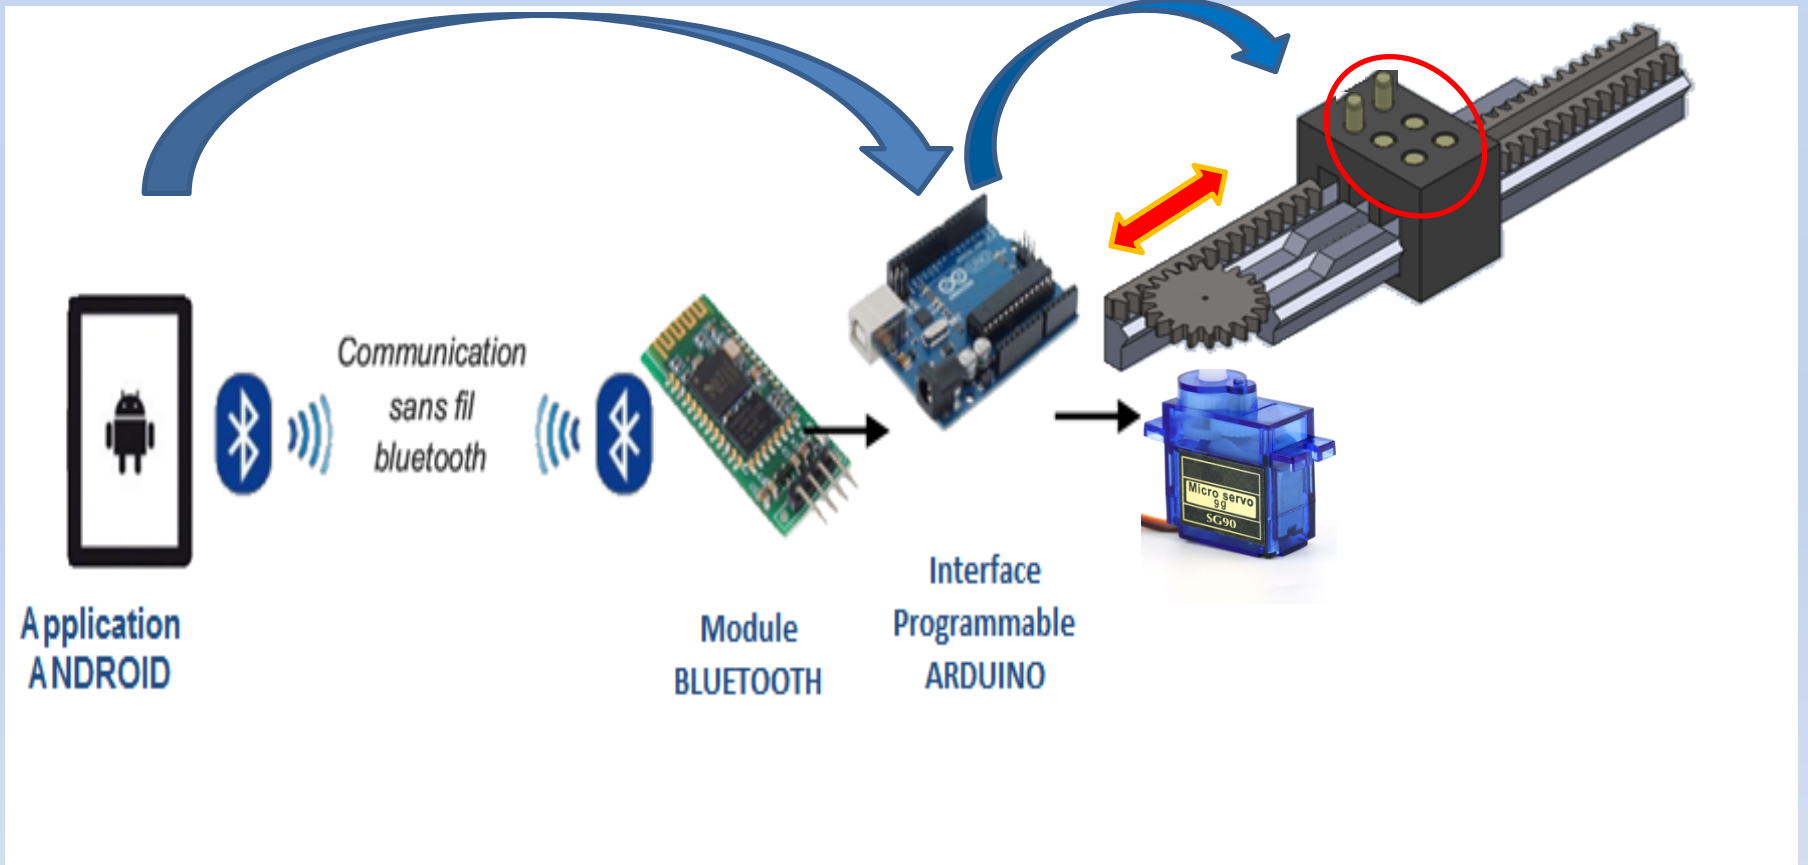 Communication
sans fil
bluetooth
Micro servo
9g
SG90
Application
ANDROID
Module
BLUETOOTH
Interface
Programmable
ARDUINO